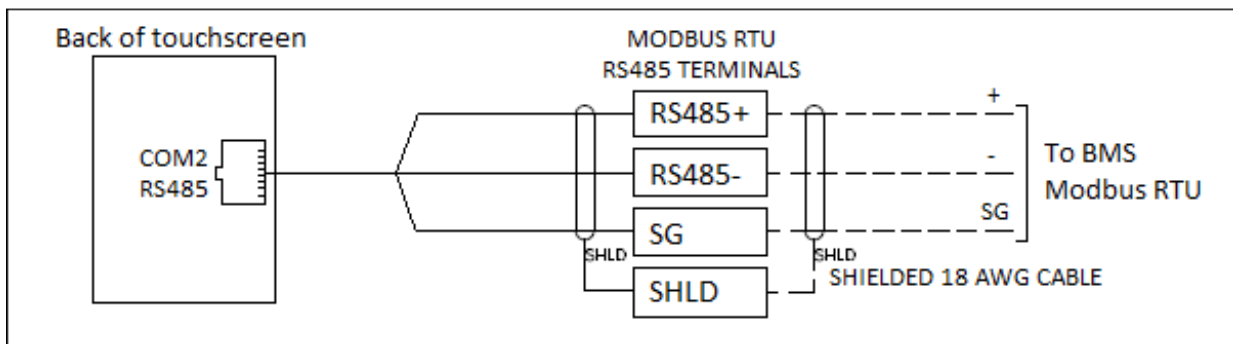 Back of touchscreen
MODBUS RTU
RS485 TERMINALS
COM2
RS485
RS485+
RS485-
SG
SHLD
SHLD
+
-
SG
SHLD
To BMS
Modbus RTU
SHIELDED 18 AWG CABLE